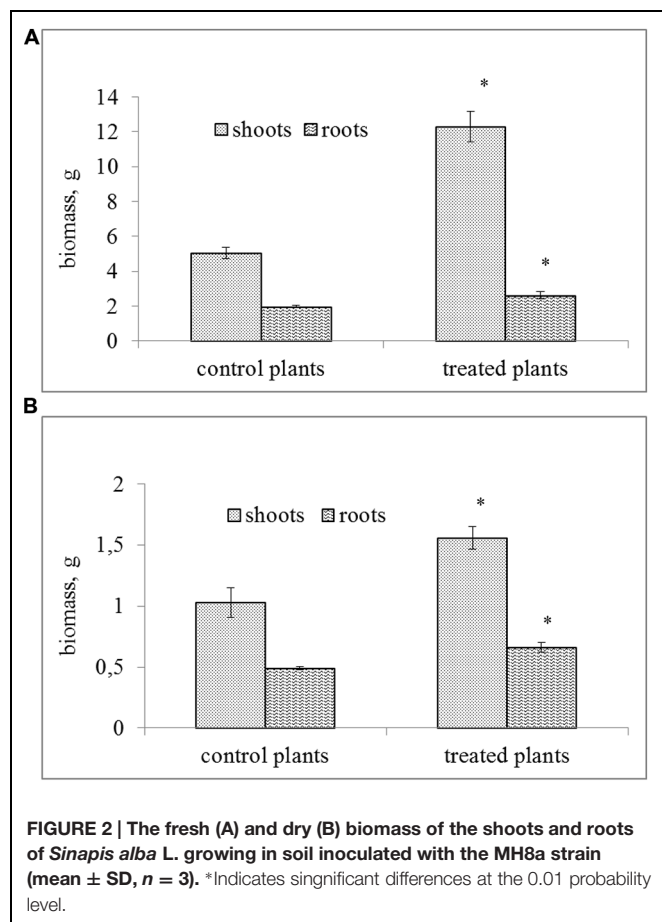 A
14
12
10
8
6
4
2
0
biomass, g
shoots roots
*
*
control plants treated plants
B
2
1,5
1
0,5
0
biomass, g
shoots roots
*
*
control plants treated plants
FIGURE 2 | The fresh (A) and dry (B) biomass of the shoots and roots
of Sinapis alba L. growing in soil inoculated with the MH8a strain
(mean ± SD, n = 3). *Indicates singnificant differences at the 0.01 probability
level.